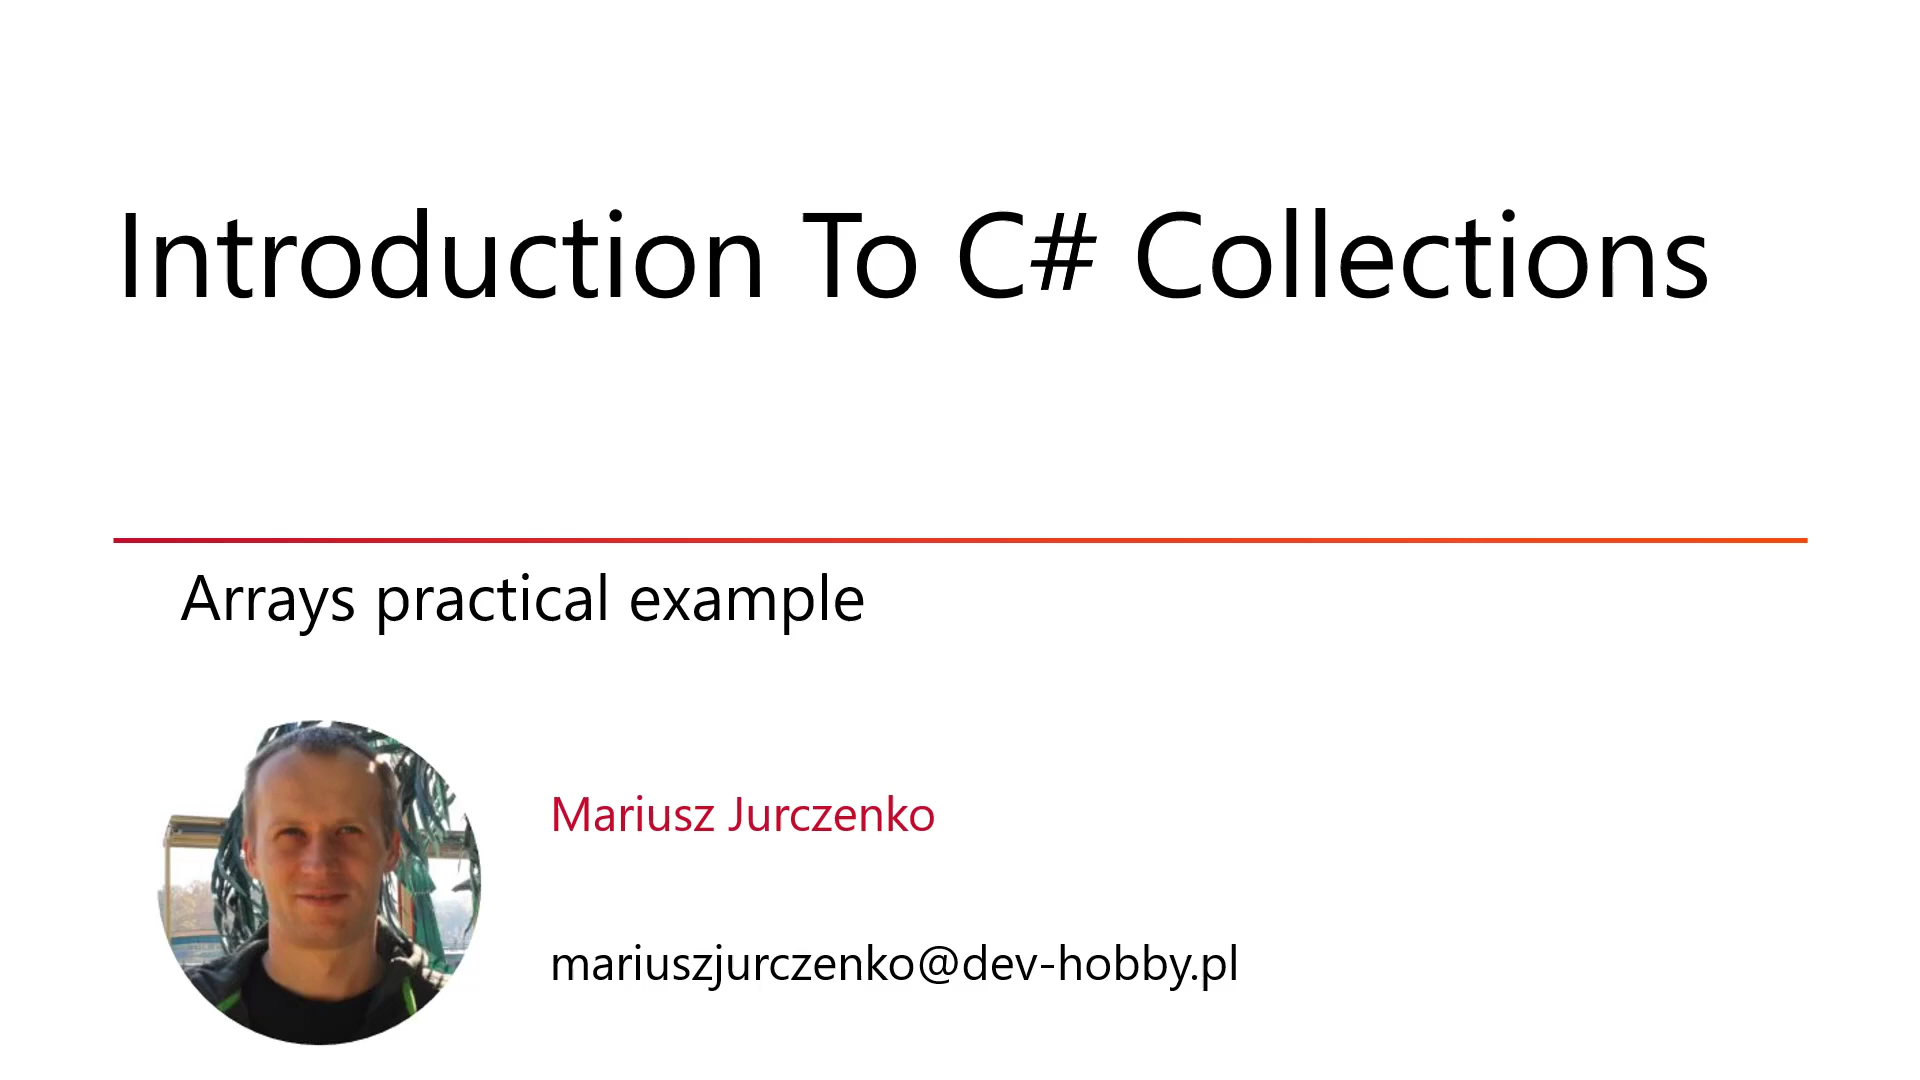 Introduction To C# Collections
Arrays practical example
Mariusz Jurczenko
mariuszjurczenko@dev-hobby.pl